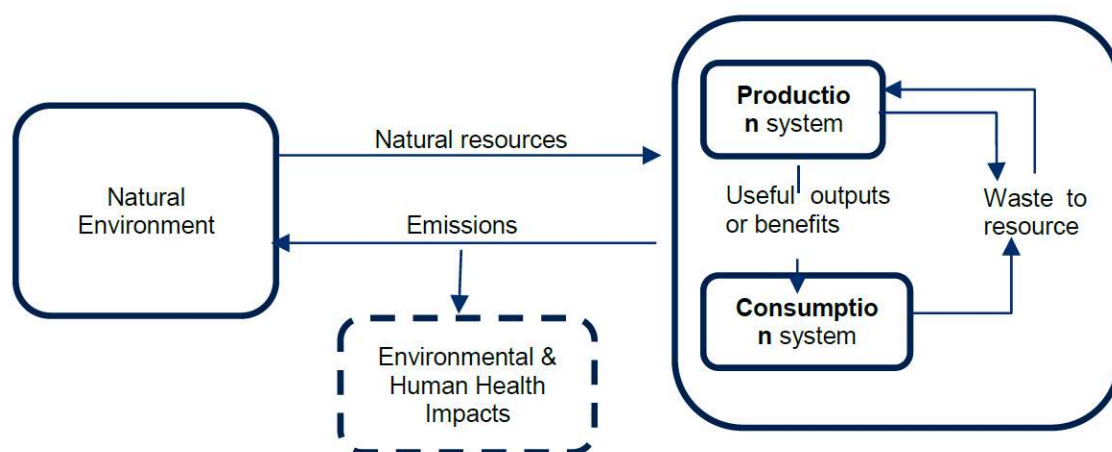 Natural
Environment
Natural resources
Emissions
Environmental &
Human Health
Impacts
Productio
n system
Useful outputs
or benefits
Waste to
resource
Consumptio
n system